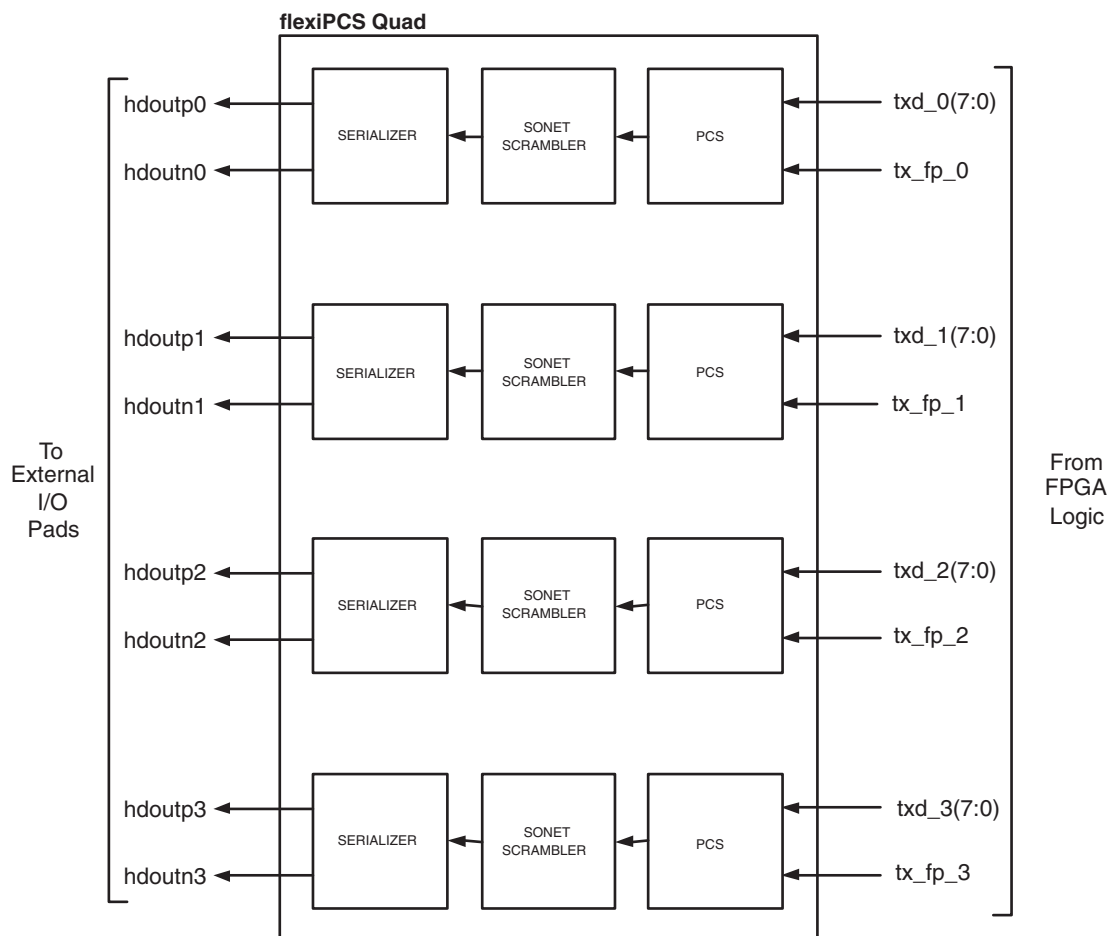 flexiPCS Quad
hdoutp0
hdoutn0
SERIALIZER
SONET
SCRAMBLER
PCS
txd_0(7:0)
tx_fp_0
hdoutp1
hdoutn1
SERIALIZER
SONET
SCRAMBLER
PCS
txd_1(7:0)
tx_fp_1
To
External
I/O
Pads
From
FPGA
Logic
hdoutp2
hdoutn2
SERIALIZER
SONET
SCRAMBLER
PCS
txd_2(7:0)
tx_fp_2
hdoutp3
hdoutn3
SERIALIZER
SONET
SCRAMBLER
PCS
txd_3(7:0)
tx_fp_3